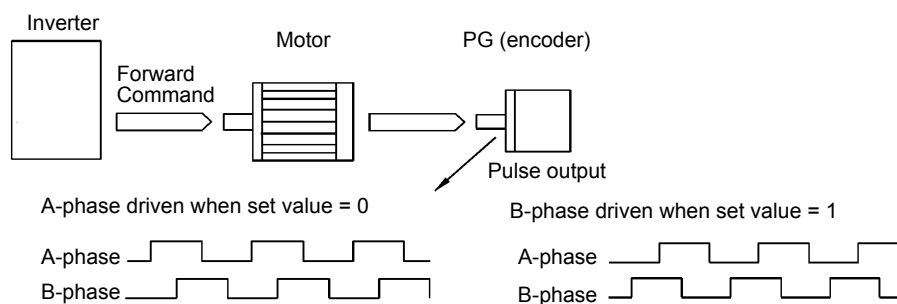 Inverter
Motor
PG (encoder)
Forward
Command
Pulse output
A-phase driven when set value = 0
A-phase
B-phase
B-phase driven when set value = 1
A-phase
B-phase